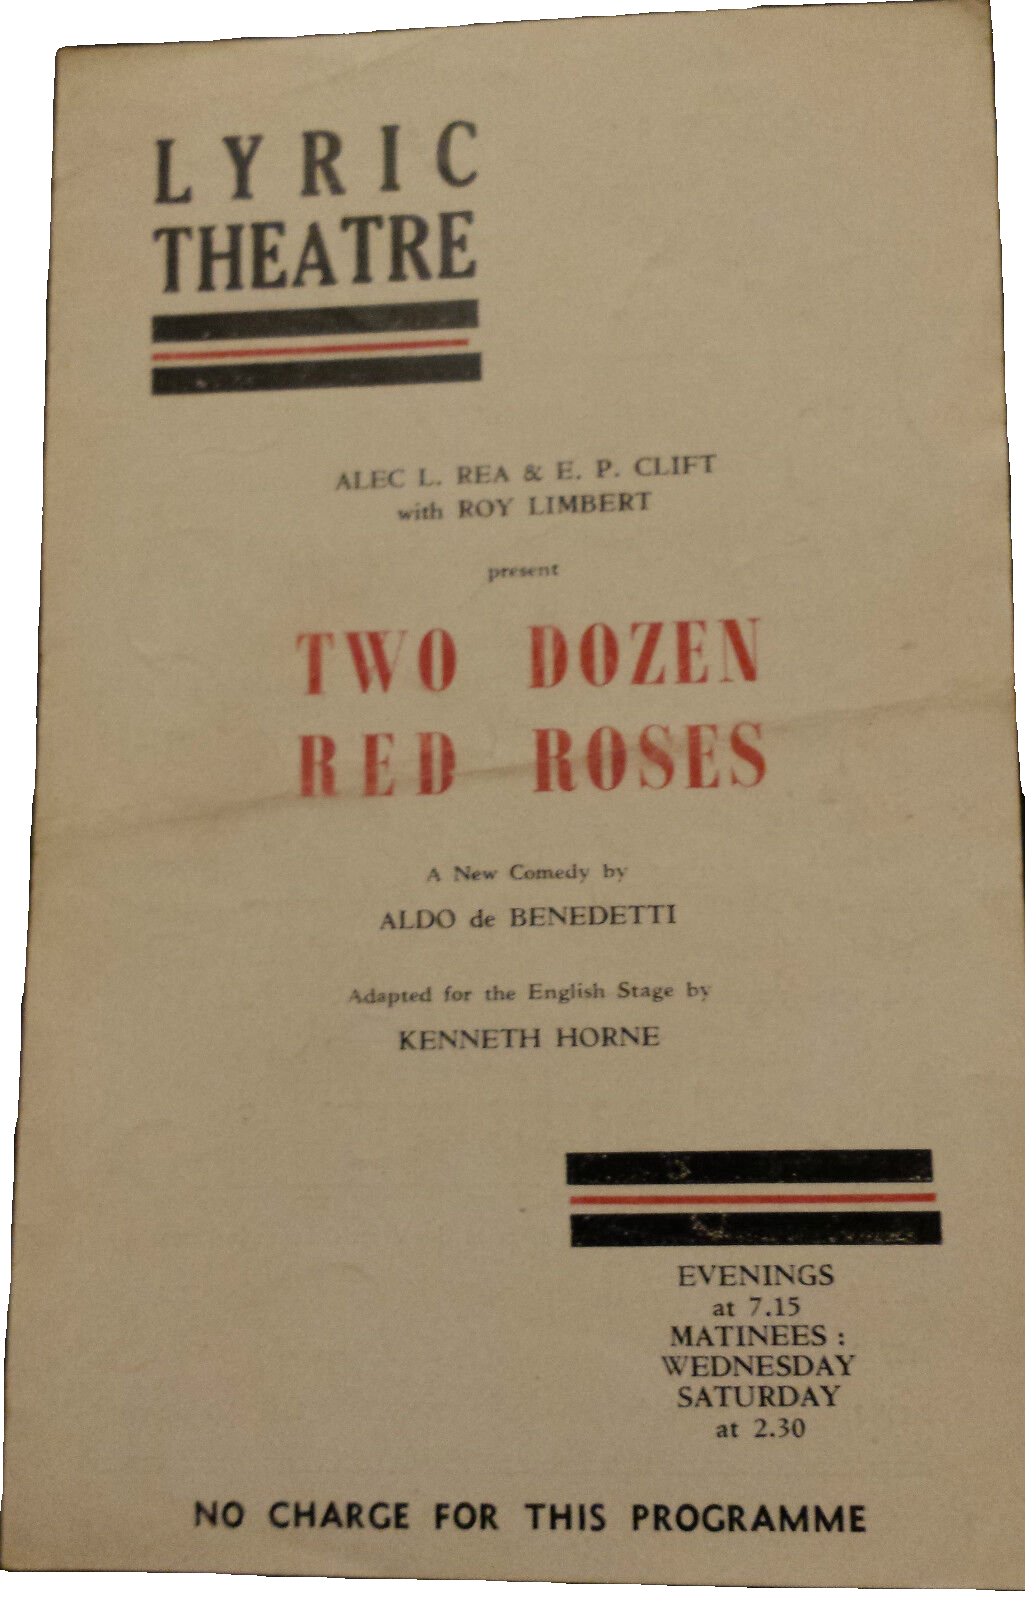 LYRIC
THEATRE
ALEC L. REA & E. P. CLIFT
with ROY LIMBERT
present
TWO DOZEN
RED ROSES
A New Comedy by
ALDO de BENEDETTI
Adapted for the English Stage by
KENNETH HORNE
EVENINGS
at 7.15
MATINEES :
WEDNESDAY
SATURDAY
at 2.30
NO CHARGE FOR THIS PROGRAMME